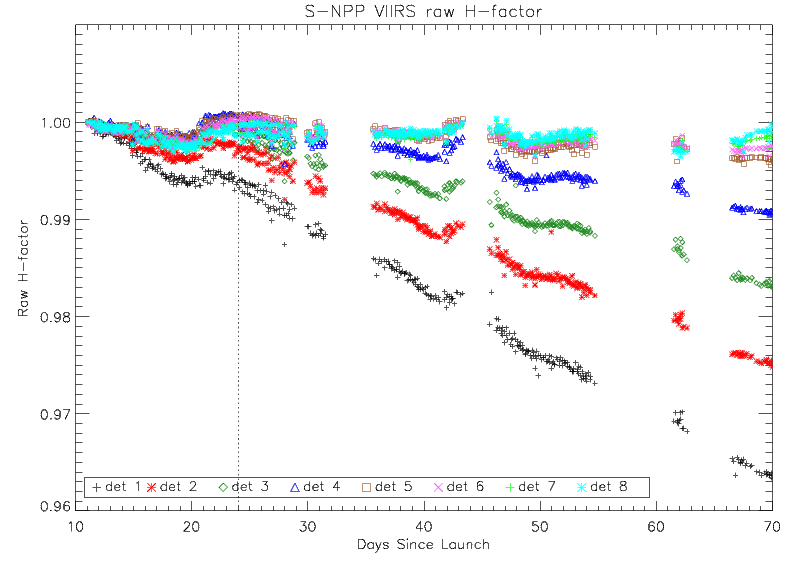 S-NPP VIIRS raw H-factor
Raw H-factor
1.00
0.99
0.98
0.97
0.96
det 1 det 2 det 3 det 4 det 5 det 6 det 7 det 8
10 20 30 40 50 60 70
Days Since Launch